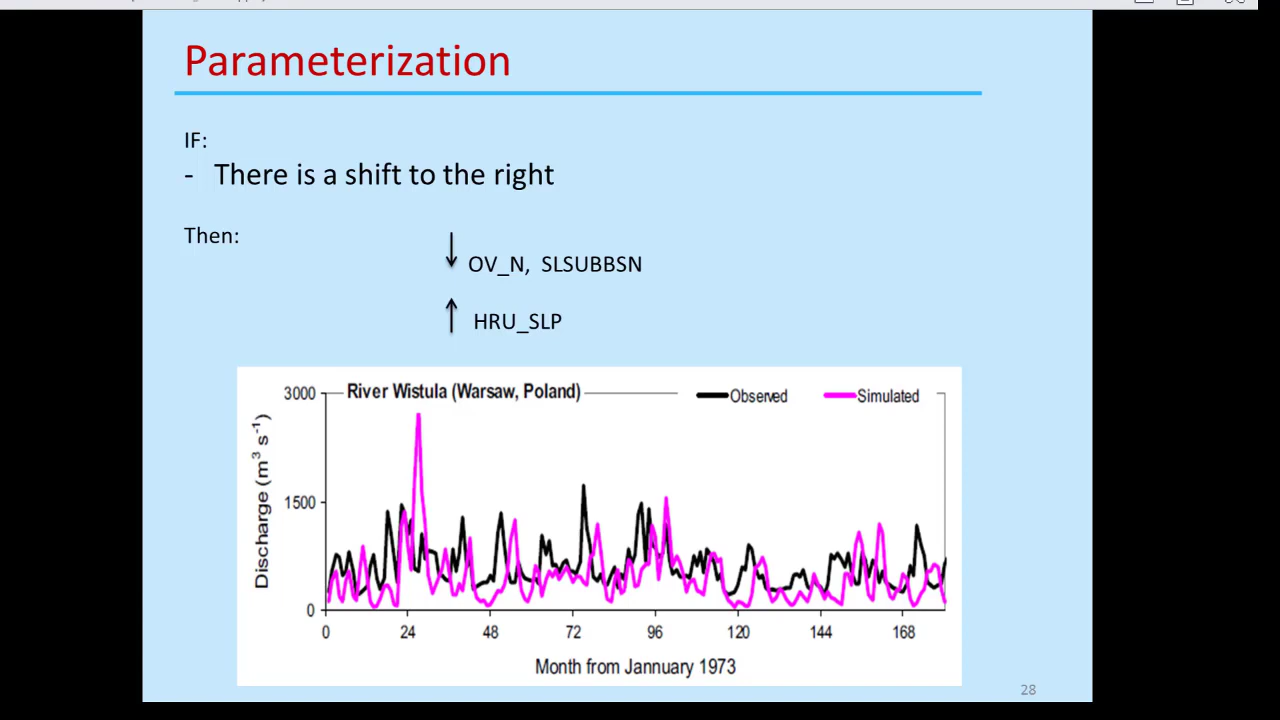 Parameterization
IF:
- There is a shift to the right
Then:
OV_N, SLSUBBSN
HRU_SLP
River Wistula (Warsaw, Poland)
Observed
Simulated
Discharge (m³ s⁻¹)
3000
1500
0
0 24 48 72 96 120 144 168
Month from Jannuary 1973
28